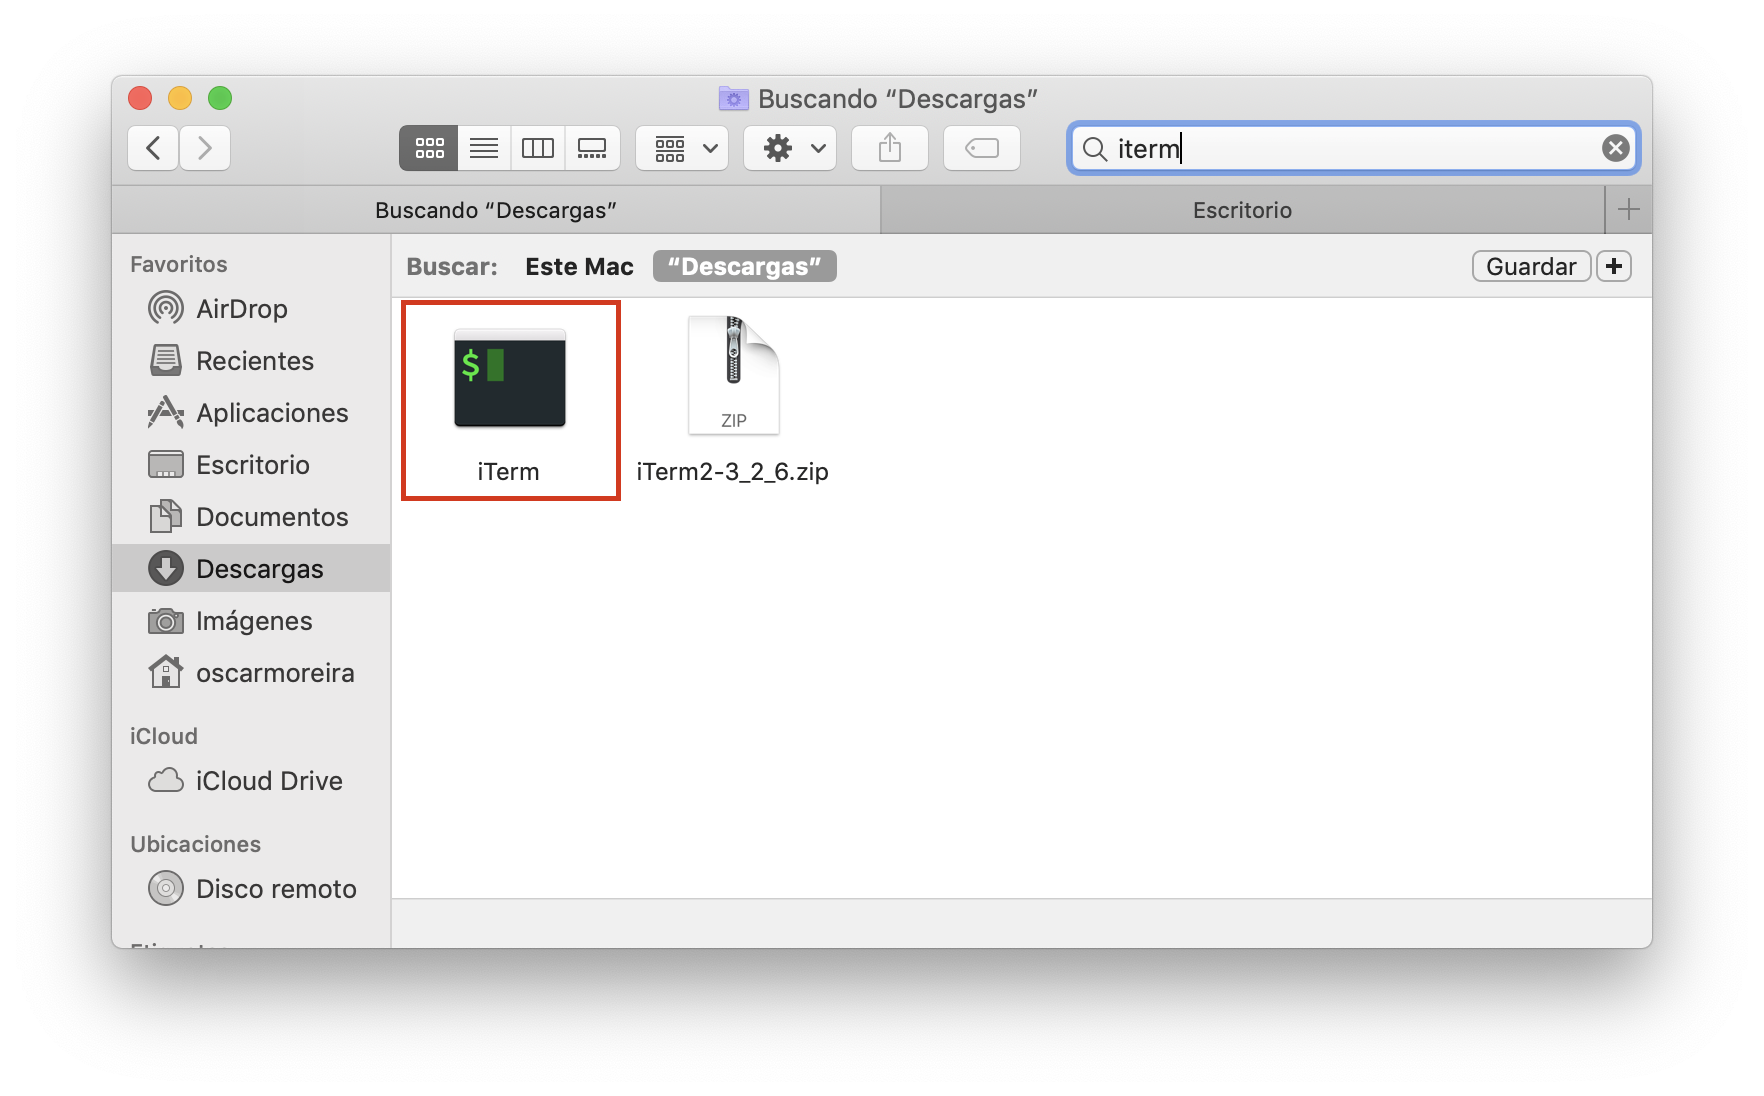 Buscando “Descargas”
iterm
Buscando “Descargas”
Escritorio
Favoritos
AirDrop
Recientes
Aplicaciones
Escritorio
Documentos
Descargas
Imágenes
oscarmoreira
iCloud
iCloud Drive
Ubicaciones
Disco remoto
Buscar: Este Mac “Descargas” Guardar +
$
ZIP
iTerm
iTerm2-3_2_6.zip